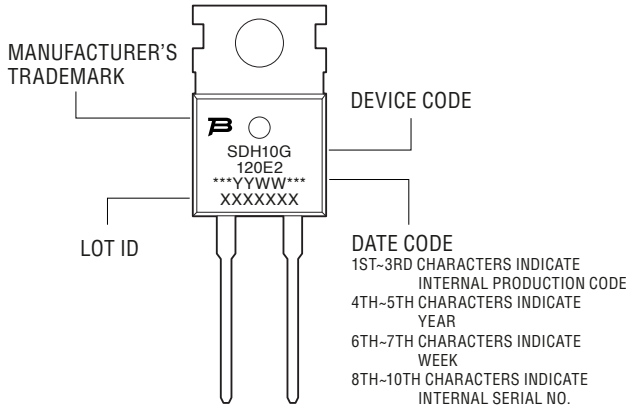 MANUFACTURER'S
TRADEMARK
DEVICE CODE
SDH10G
120E2
***YYWW***
XXXXXXX
LOT ID
DATE CODE
1ST~3RD CHARACTERS INDICATE
INTERNAL PRODUCTION CODE
4TH~5TH CHARACTERS INDICATE
YEAR
6TH~7TH CHARACTERS INDICATE
WEEK
8TH~10TH CHARACTERS INDICATE
INTERNAL SERIAL NO.